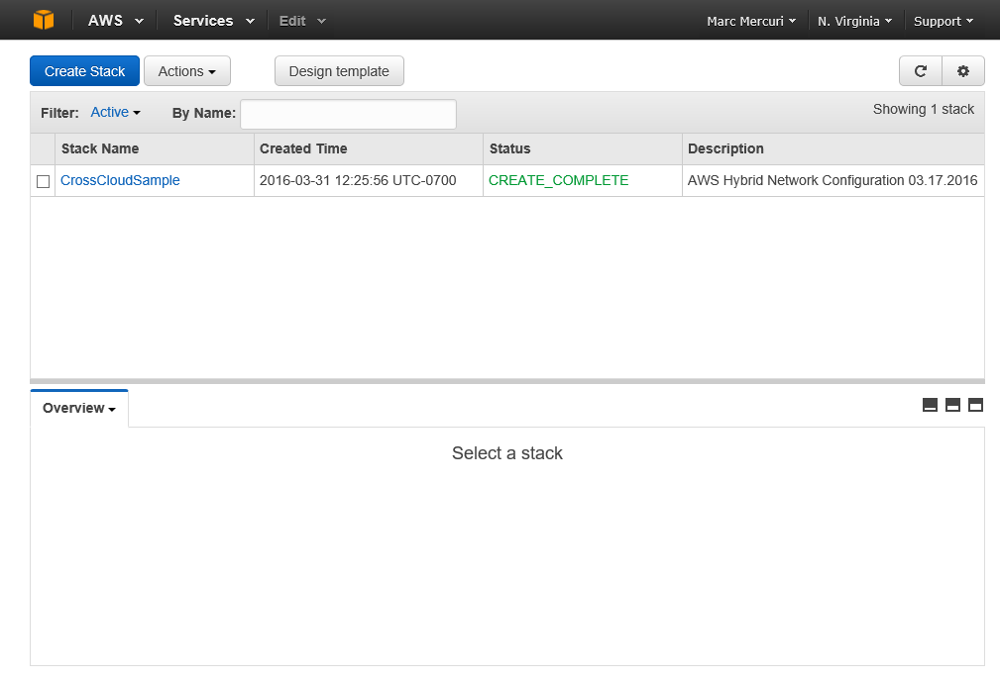 AWS Services Edit Marc Mercuri N. Virginia Support
Create Stack Actions Design template
Filter: Active By Name: Showing 1 stack
Stack Name Created Time Status Description
CrossCloudSample 2016-03-31 12:25:56 UTC-0700 CREATE_COMPLETE AWS Hybrid Network Configuration 03.17.2016
Overview
Select a stack